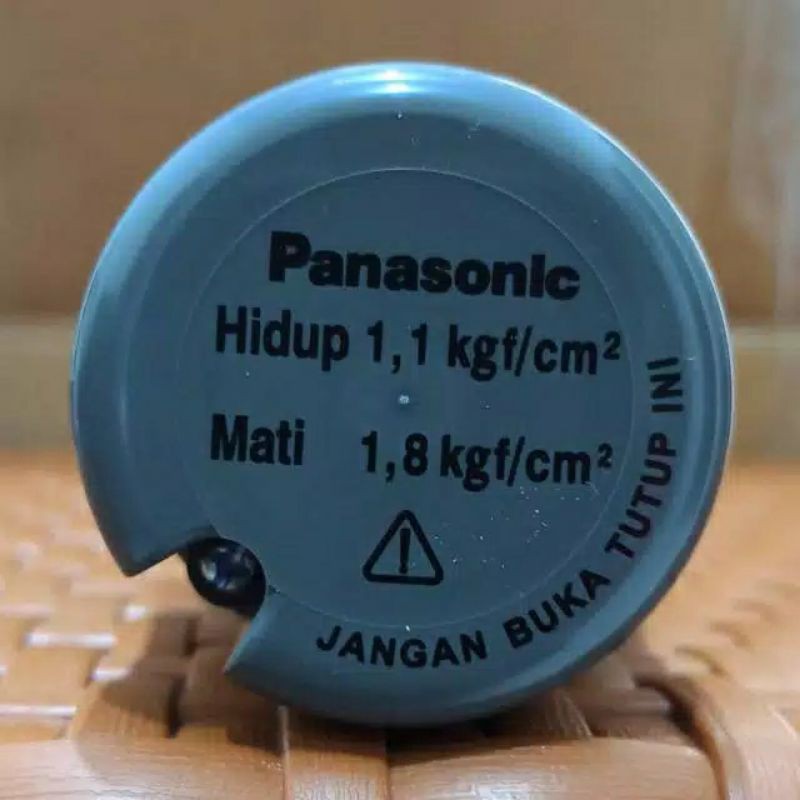 Panasonic
Hidup 1,1 kgf/cm²
Mati 1,8 kgf/cm²
JANGAN BUKA TUTUP INI